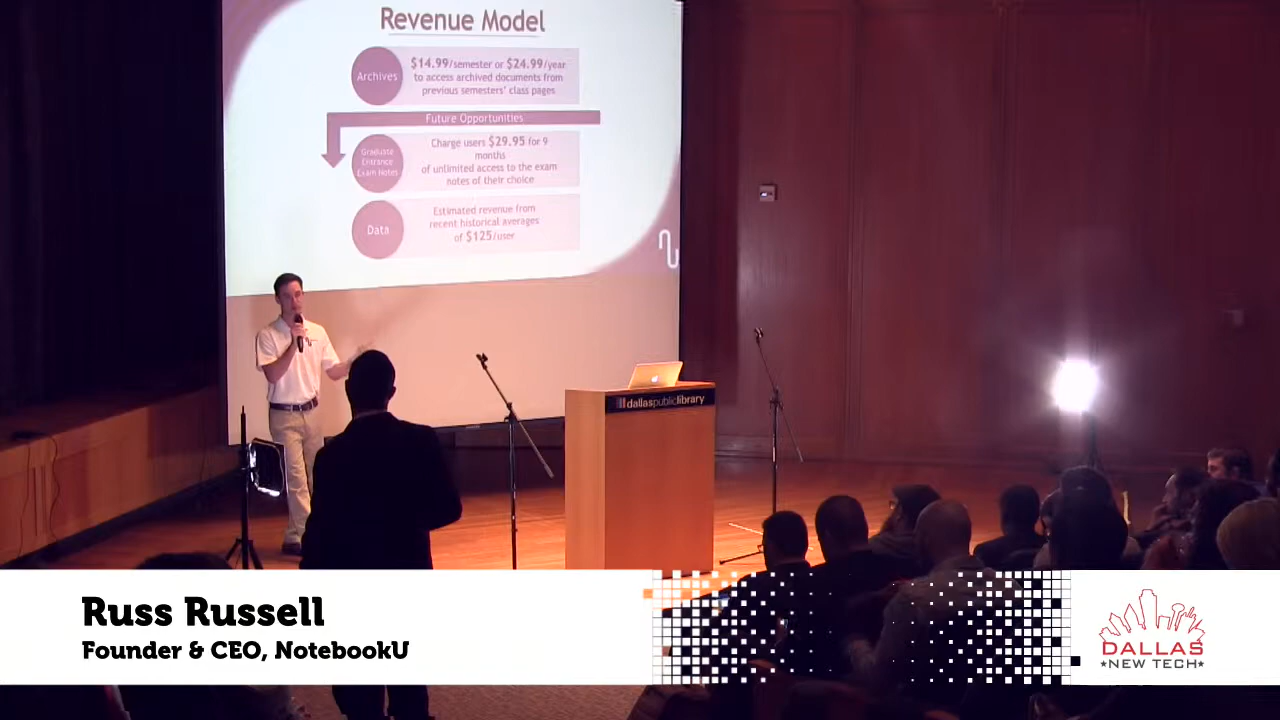 Revenue Model
Archives
$14.99/semester or $24.99/year
to access archived documents from
previous semesters' class pages
Future Opportunities
Graduate
Entrance
Exam Notes
Charge users $29.95 for 9
months
of unlimited access to the exam
notes of their choice
Data
Estimated revenue from
recent historical averages
of $125/user
dallaspubliclibrary
Russ Russell
Founder & CEO, NotebookU
DALLAS
NEW TECH